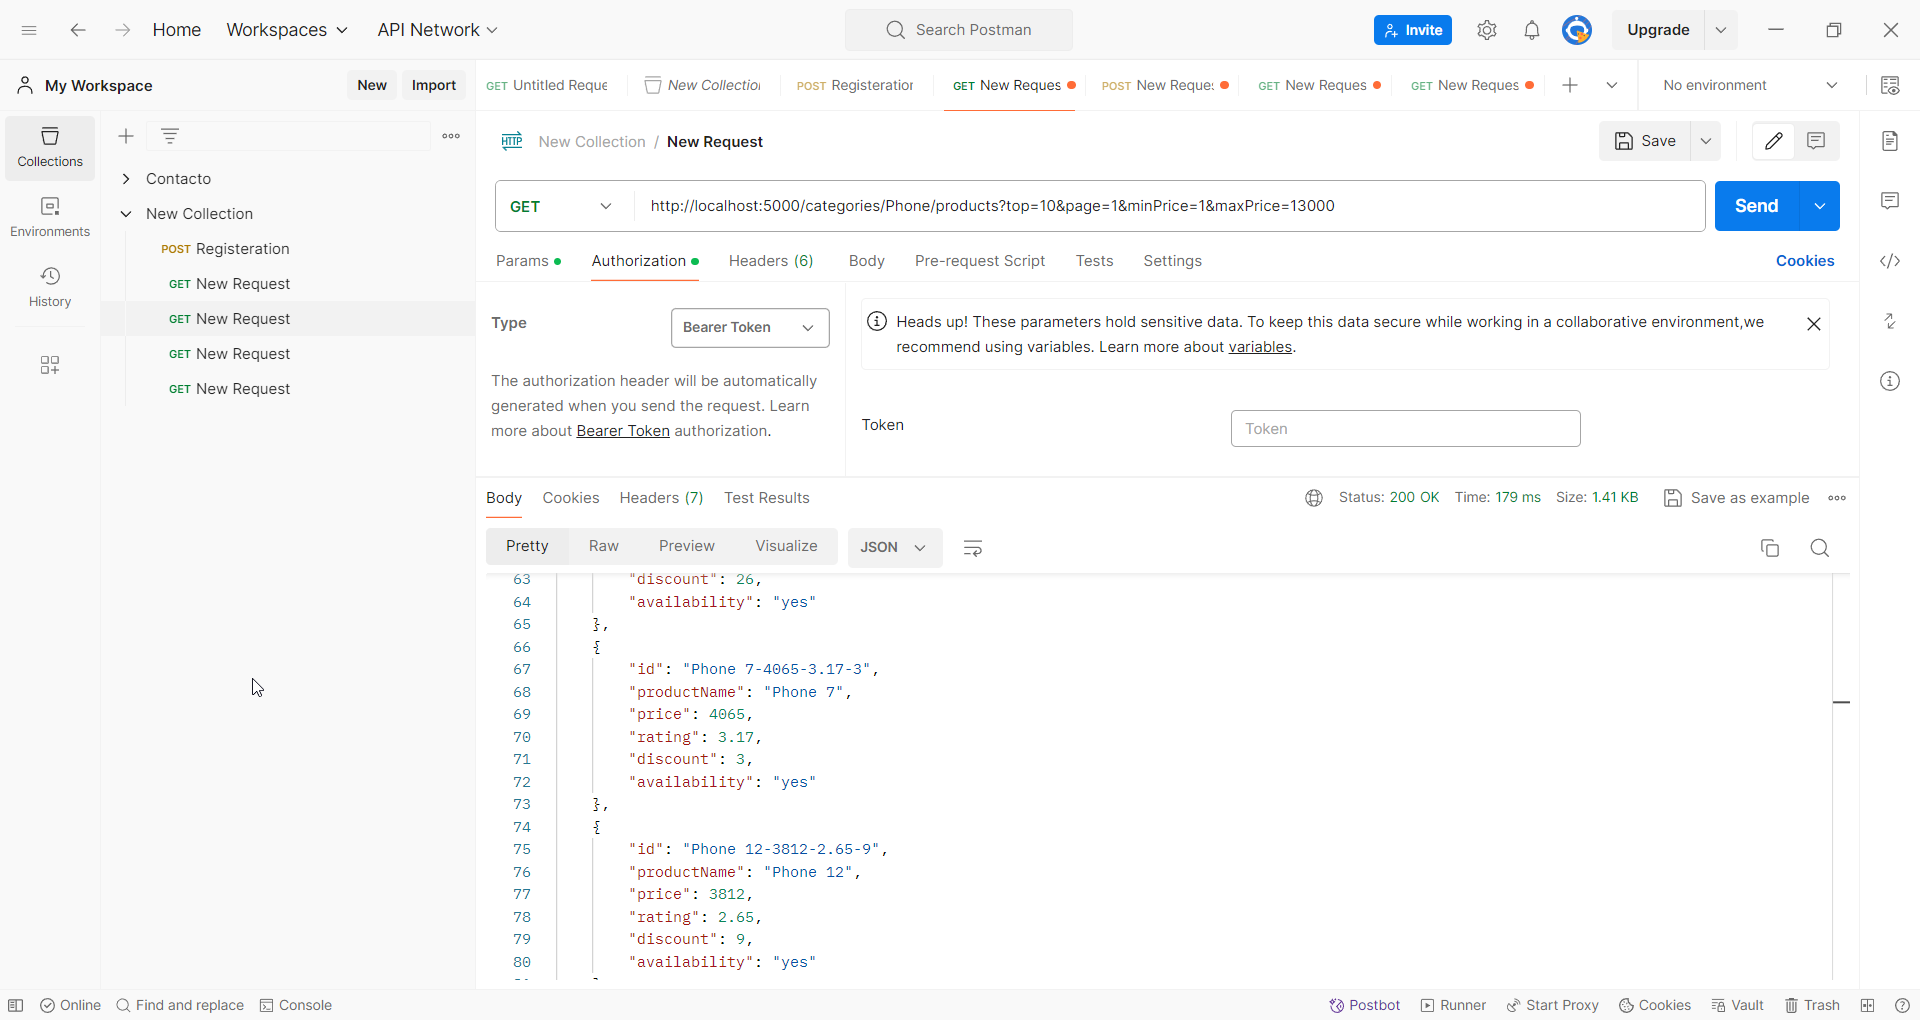 Home
Workspaces
API Network
Search Postman
Invite
Upgrade
My Workspace
New
Import
GET Untitled Reque
New Collectio
POST Registeration
GET New Reques
POST New Reques
GET New Reques
GET New Reques
No environment
Collections
Environments
History
Contacto
New Collection
POST Registeration
GET New Request
GET New Request
GET New Request
GET New Request
HTTP New Collection / New Request
Save
GET
http://localhost:5000/categories/Phone/products?top=10&page=1&minPrice=1&maxPrice=13000
Send
Params
Authorization
Headers (6)
Body
Pre-request Script
Tests
Settings
Cookies
Type
Bearer Token
The authorization header will be automatically
generated when you send the request. Learn
more about Bearer Token authorization.
Heads up! These parameters hold sensitive data. To keep this data secure while working in a collaborative environment,we
recommend using variables. Learn more about variables.
Token
Token
Body
Cookies
Headers (7)
Test Results
Status: 200 OK
Time: 179 ms
Size: 1.41 KB
Save as example
Pretty
Raw
Preview
Visualize
JSON
63 "discount": 26,
64 "availability": "yes"
65 },
66 {
67 "id": "Phone 7-4065-3.17-3",
68 "productName": "Phone 7",
69 "price": 4065,
70 "rating": 3.17,
71 "discount": 3,
72 "availability": "yes"
73 },
74 {
75 "id": "Phone 12-3812-2.65-9",
76 "productName": "Phone 12",
77 "price": 3812,
78 "rating": 2.65,
79 "discount": 9,
80 "availability": "yes"
Online
Find and replace
Console
Postbot
Runner
Start Proxy
Cookies
Vault
Trash